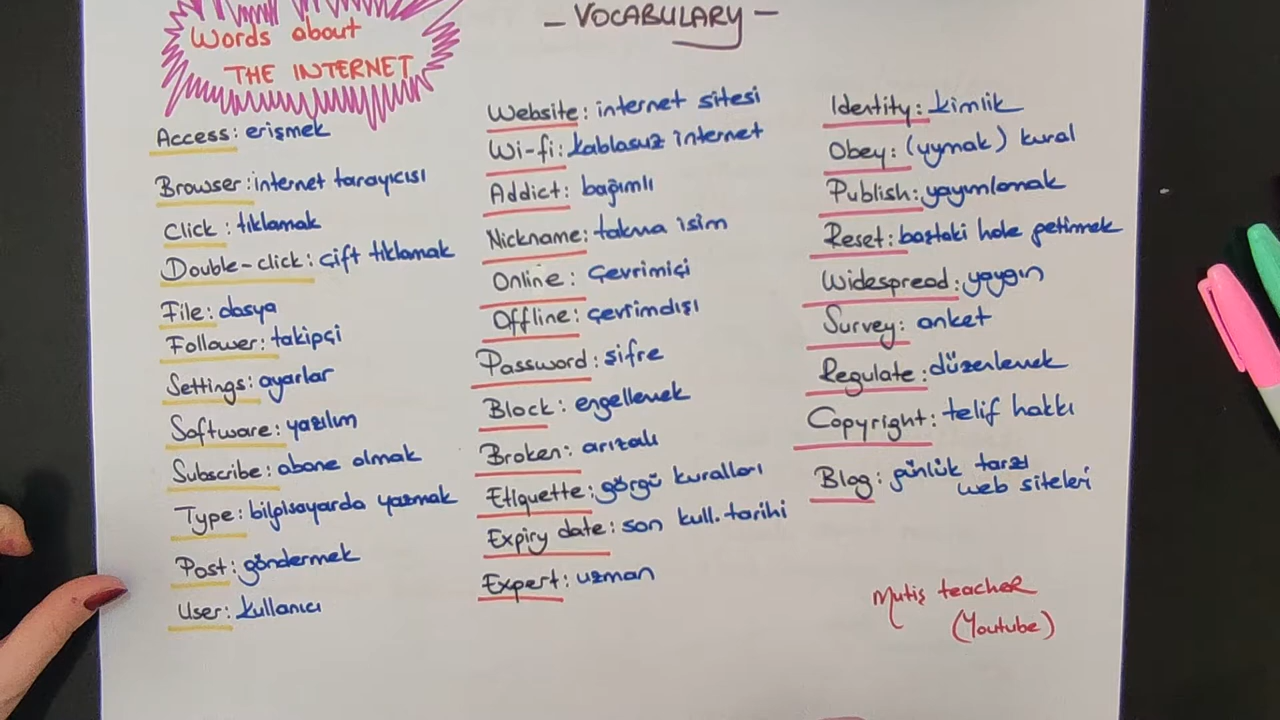 Words about
THE INTERNET
- VOCABULARY -
Access: erişmek
Browser: internet tarayıcısı
Click: tıklamak
Double-click: çift tıklamak
File: dosya
Follower: takipçi
Settings: ayarlar
Software: yazılım
Subscribe: abone olmak
Type: bilgisayarda yazmak
Post: göndermek
User: kullanıcı
Website: internet sitesi
Wi-fi: kablosuz internet
Addict: bağımlı
Nickname: takma isim
Online: çevrimiçi
Offline: çevrimdışı
Password: şifre
Block: engellemek
Broken: arızalı
Etiquette: görgü kuralları
Expiry date: son kull. tarihi
Expert: uzman
Identity: kimlik
Obey: (uymak) kural
Publish: yayımlamak
Reset: baştaki hale getirmek
Widespread: yaygın
Survey: anket
Regulate: düzenlemek
Copyright: telif hakkı
Blog: günlük tarzı
web siteleri
Mutiş teacher
(Youtube)